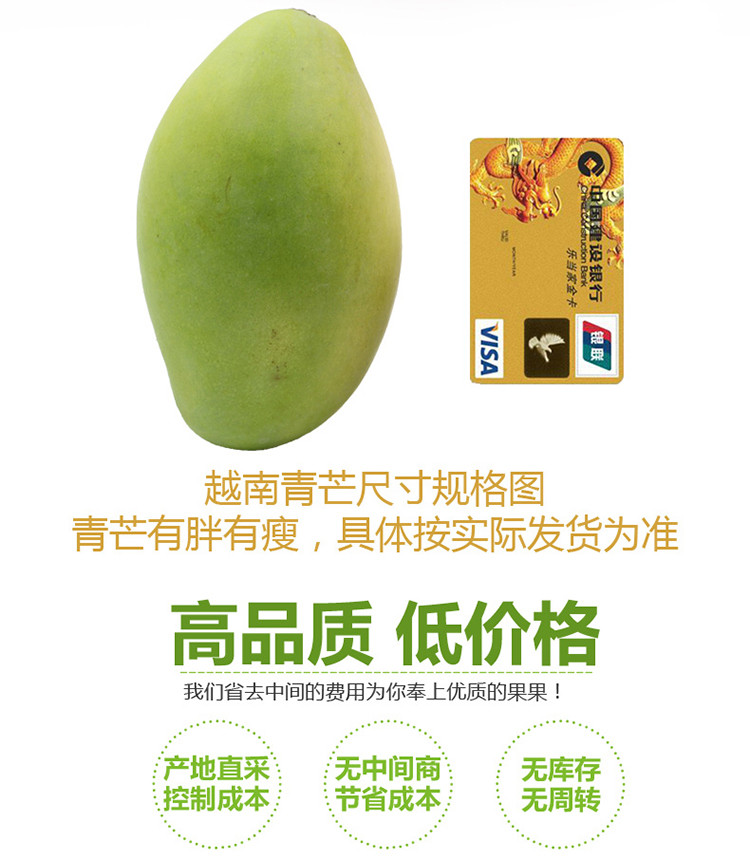 中国建设银行
China Construction Bank
乐当家金卡
MONTH/YEAR
VISA
银联
越南青芒尺寸规格图
青芒有胖有瘦，具体按实际发货为准
高品质 低价格
我们省去中间的费用为你奉上优质的果果！
产地直采
控制成本
无中间商
节省成本
无库存
无周转